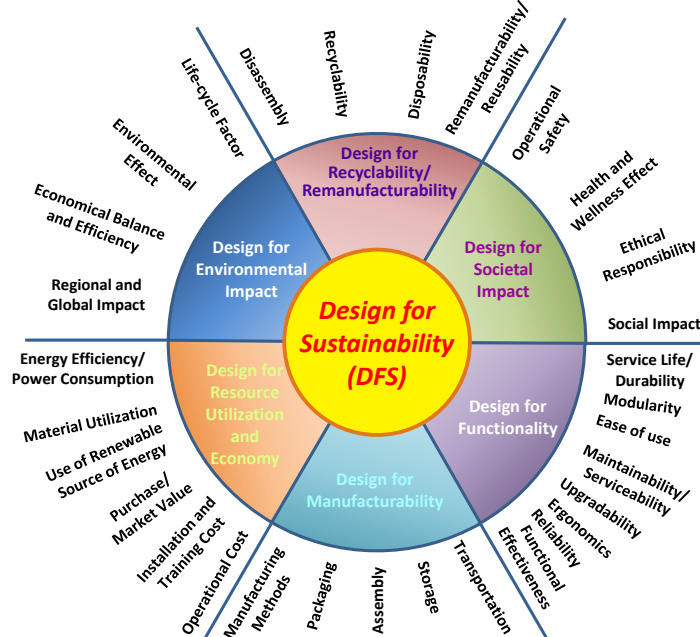 Design for
Sustainability
(DFS)
Design for
Recyclability/
Remanufacturability
Disassembly
Recyclability
Disposability
Remanufacturability/
Reusability
Design for
Societal
Impact
Operational
Safety
Health and
Wellness Effect
Ethical
Responsibility
Social Impact
Design for
Functionality
Service Life/
Durability
Modularity
Ease of use
Maintainability/
Serviceability
Upgradability
Ergonomics
Reliability
Functional
Effectiveness
Design for
Manufacturability
Transportation
Storage
Assembly
Packaging
Manufacturing
Methods
Design for
Resource
Utilization
and
Economy
Operational Cost
Installation and
Training Cost
Purchase/
Market Value
Use of Renewable
Source of Energy
Material Utilization
Energy Efficiency/
Power Consumption
Design for
Environmental
Impact
Regional and
Global Impact
Economical Balance
and Efficiency
Environmental
Effect
Life-cycle Factor